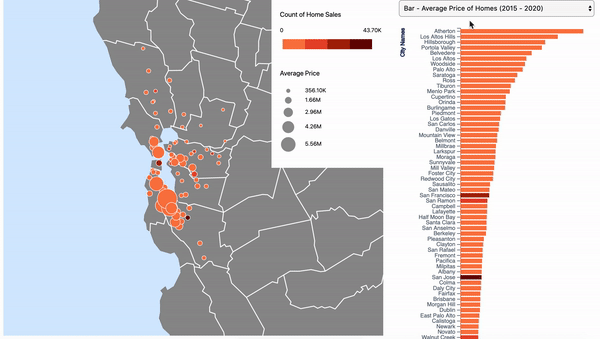 Count of Home Sales
0 43.70K
Average Price
356.10K
1.66M
2.96M
4.26M
5.56M
Bar - Average Price of Homes (2015 - 2020)
City Names
Atherton
Los Altos Hills
Hillsborough
Portola Valley
Belvedere
Los Altos
Woodside
Palo Alto
Saratoga
Ross
Tiburon
Menlo Park
Cupertino
Orinda
Burlingame
Piedmont
Los Gatos
San Carlos
Danville
Mountain View
Belmont
Millbrae
Larkspur
Moraga
Sunnyvale
Mill Valley
Foster City
Redwood City
Sausalito
San Mateo
San Francisco
San Ramon
Campbell
Lafayette
Half Moon Bay
Santa Clara
San Anselmo
Berkeley
Pleasanton
Clayton
San Rafael
Fremont
Pacifica
Milpitas
Albany
San Jose
Colma
Daly City
Fairfax
Brisbane
Morgan Hill
Dublin
East Palo Alto
Calistoga
Newark
Novato
Walnut Creek